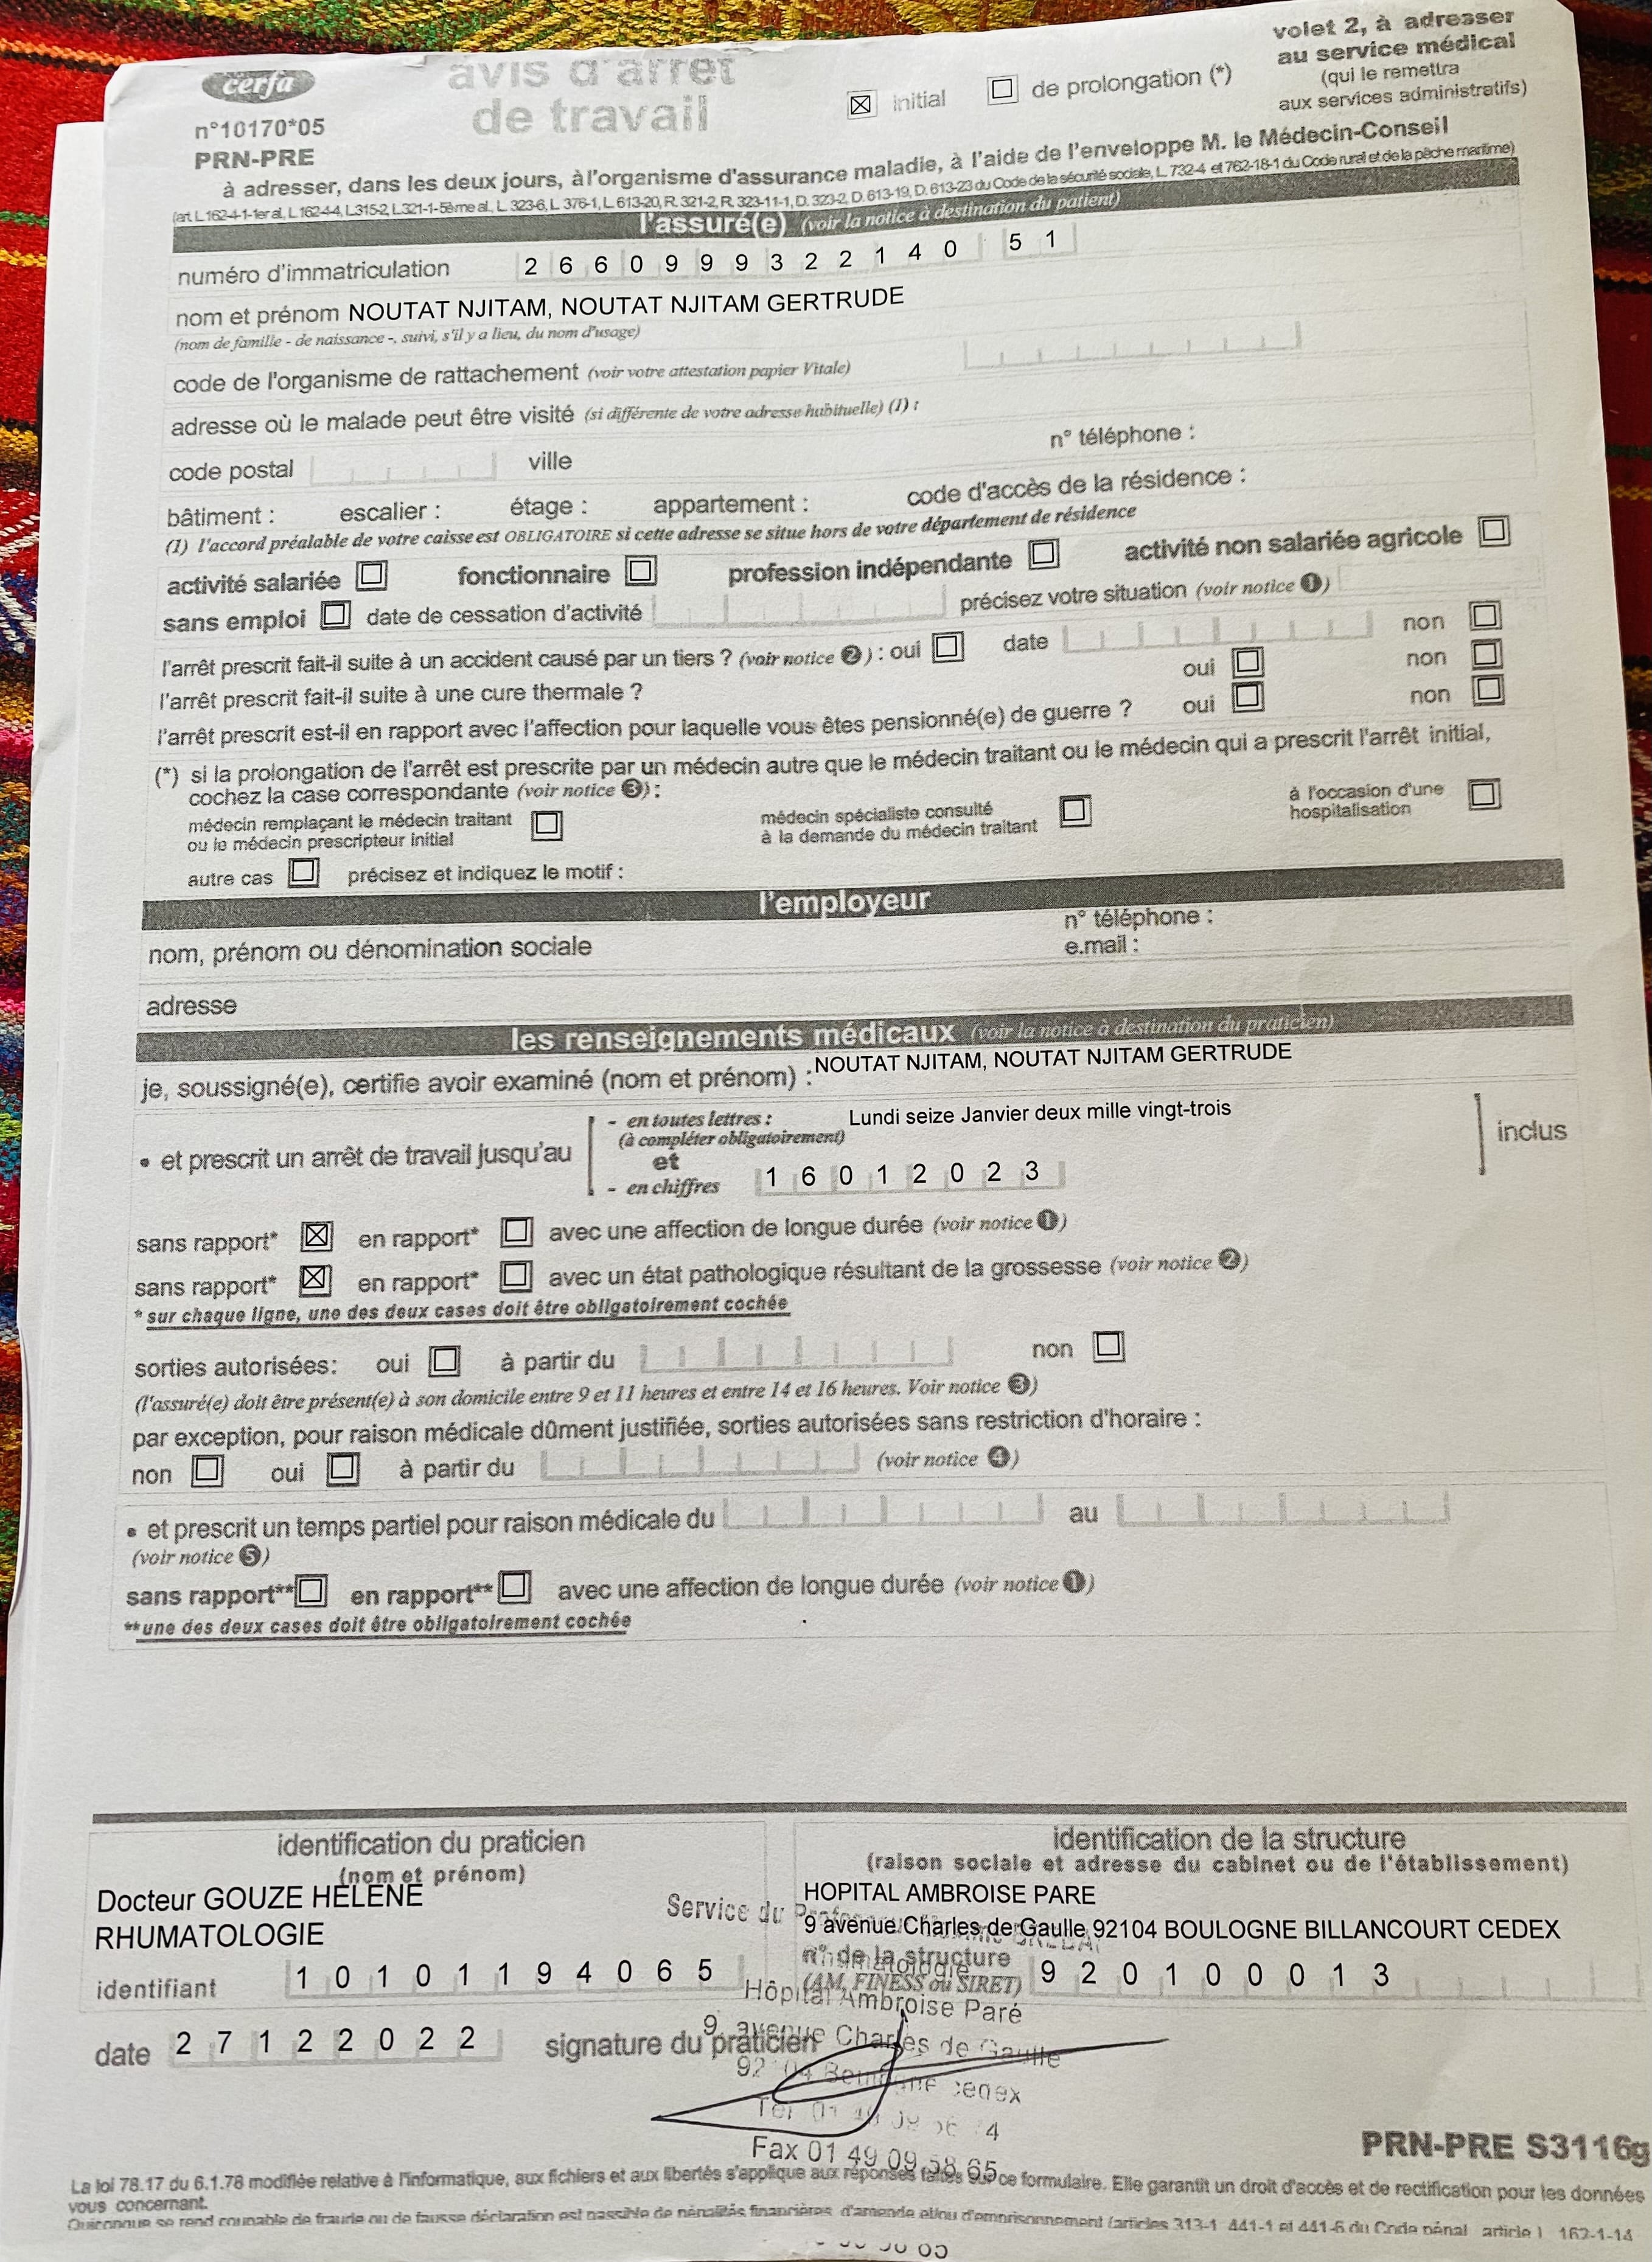 cerfa
n°10170*05
PRN-PRE
avis d'arrêt
de travail
initial
de prolongation (*)
volet 2, à adresser
au service médical
(qui le remettra
aux services administratifs)
à adresser, dans les deux jours, à l'organisme d'assurance maladie, à l'aide de l'enveloppe M. le Médecin-Conseil
(art. L.162-4-1-1er al, L.162-4-4, L.315-2, L.321-1-5ème al., L. 323-6, L. 376-1, L. 613-20, R. 321-2, R. 323-11-1, D. 323-2, D. 613-19, D. 613-23 du Code de la sécurité sociale, L. 732-4 et 762-18-1 du Code rural et de la pêche maritime)
l'assuré(e) (voir la notice à destination du patient)
numéro d'immatriculation 2 6 6 0 9 9 9 3 2 2 1 4 0 5 1
nom et prénom NOUTAT NJITAM, NOUTAT NJITAM GERTRUDE
(nom de famille - de naissance -, suivi, s'il y a lieu, du nom d'usage)
code de l'organisme de rattachement (voir votre attestation papier Vitale)
adresse où le malade peut être visité (si différente de votre adresse habituelle) (1) :
n° téléphone :
code postal ville
bâtiment : escalier : étage : appartement : code d'accès de la résidence :
(1) l'accord préalable de votre caisse est OBLIGATOIRE si cette adresse se situe hors de votre département de résidence
activité salariée fonctionnaire profession indépendante activité non salariée agricole
sans emploi date de cessation d'activité précisez votre situation (voir notice 1)
l'arrêt prescrit fait-il suite à un accident causé par un tiers ? (voir notice 2) : oui date non
l'arrêt prescrit fait-il suite à une cure thermale ? oui non
l'arrêt prescrit est-il en rapport avec l'affection pour laquelle vous êtes pensionné(e) de guerre ? oui non
(*) si la prolongation de l'arrêt est prescrite par un médecin autre que le médecin traitant ou le médecin qui a prescrit l'arrêt initial,
cochez la case correspondante (voir notice 3) :
médecin remplaçant le médecin traitant
ou le médecin prescripteur initial
médecin spécialiste consulté
à la demande du médecin traitant
à l'occasion d'une
hospitalisation
autre cas précisez et indiquez le motif :
l'employeur
nom, prénom ou dénomination sociale
n° téléphone :
e.mail :
adresse
les renseignements médicaux (voir la notice à destination du praticien)
je, soussigné(e), certifie avoir examiné (nom et prénom) : NOUTAT NJITAM, NOUTAT NJITAM GERTRUDE
• et prescrit un arrêt de travail jusqu'au
- en toutes lettres : Lundi seize Janvier deux mille vingt-trois
(à compléter obligatoirement)
et
- en chiffres 1 6 0 1 2 0 2 3
inclus
sans rapport* en rapport* avec une affection de longue durée (voir notice 1)
sans rapport* en rapport* avec un état pathologique résultant de la grossesse (voir notice 2)
* sur chaque ligne, une des deux cases doit être obligatoirement cochée
sorties autorisées: oui à partir du non
(l'assuré(e) doit être présent(e) à son domicile entre 9 et 11 heures et entre 14 et 16 heures. Voir notice 3)
par exception, pour raison médicale dûment justifiée, sorties autorisées sans restriction d'horaire :
non oui à partir du (voir notice 4)
• et prescrit un temps partiel pour raison médicale du au
(voir notice 5)
sans rapport** en rapport** avec une affection de longue durée (voir notice 1)
**une des deux cases doit être obligatoirement cochée
identification du praticien
(nom et prénom)
Docteur GOUZE HELENE
RHUMATOLOGIE
identifiant 1 0 1 0 1 1 9 4 0 6 5
identification de la structure
(raison sociale et adresse du cabinet ou de l'établissement)
HOPITAL AMBROISE PARE
9 avenue Charles de Gaulle 92104 BOULOGNE BILLANCOURT CEDEX
n° de la structure
(AM, FINESS ou SIRET) 9 2 0 1 0 0 0 1 3
date 2 7 1 2 2 0 2 2
signature du praticien
Service du
Rhumatologie
Hôpital Ambroise Paré
9, avenue Charles de Gaulle
Fax 01 49 09 58 65
PRN-PRE S3116g
La loi 78.17 du 6.1.78 modifiée relative à l'informatique, aux fichiers et aux libertés s'applique aux réponses faites sur ce formulaire. Elle garantit un droit d'accès et de rectification pour les données
vous concernant.
Quiconque se rend coupable de fraude ou de fausse déclaration est passible de pénalités financières, d'amende et/ou d'emprisonnement (articles 313-1, 441-1 et 441-6 du Code pénal, article L. 162-1-14